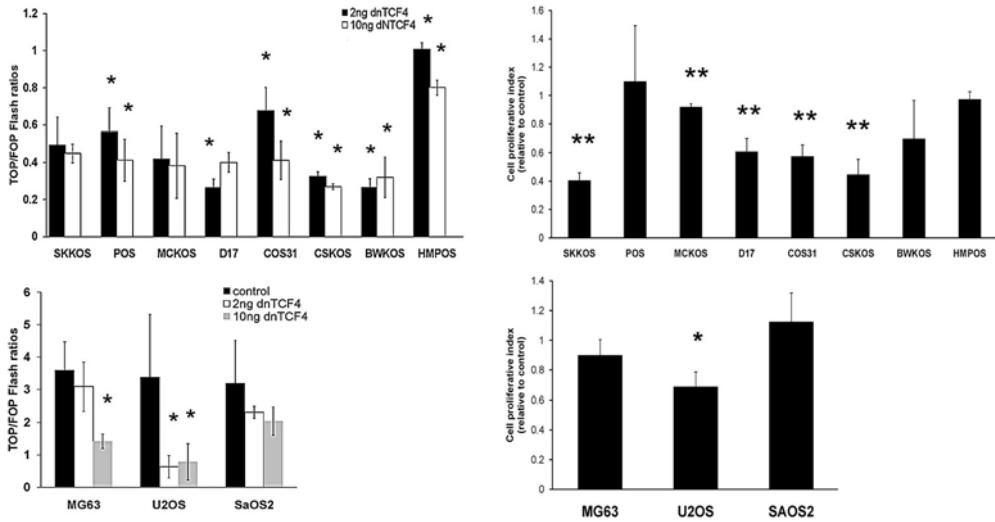 TOP/FOP Flash ratios
1.2
1
0.8
0.6
0.4
0.2
0
2ng dnTCF4
10ng dNTCF4
* * * * * * * * * * * *
SKKOS POS MCKOS D17 COS31 CSKOS BWKOS HMPOS
Cell proliferative index
(relative to control)
1.6
1.4
1.2
1
0.8
0.6
0.4
0.2
0
** ** ** ** **
SKKOS POS MCKOS D17 COS31 CSKOS BWKOS HMPOS
TOP/FOP Flash ratios
6
5
4
3
2
1
0
control
2ng dnTCF4
10ng dnTCF4
* * *
MG63 U2OS SaOS2
Cell proliferative index
(relative to control)
1.4
1.2
1
0.8
0.6
0.4
0.2
0
*
MG63 U2OS SAOS2